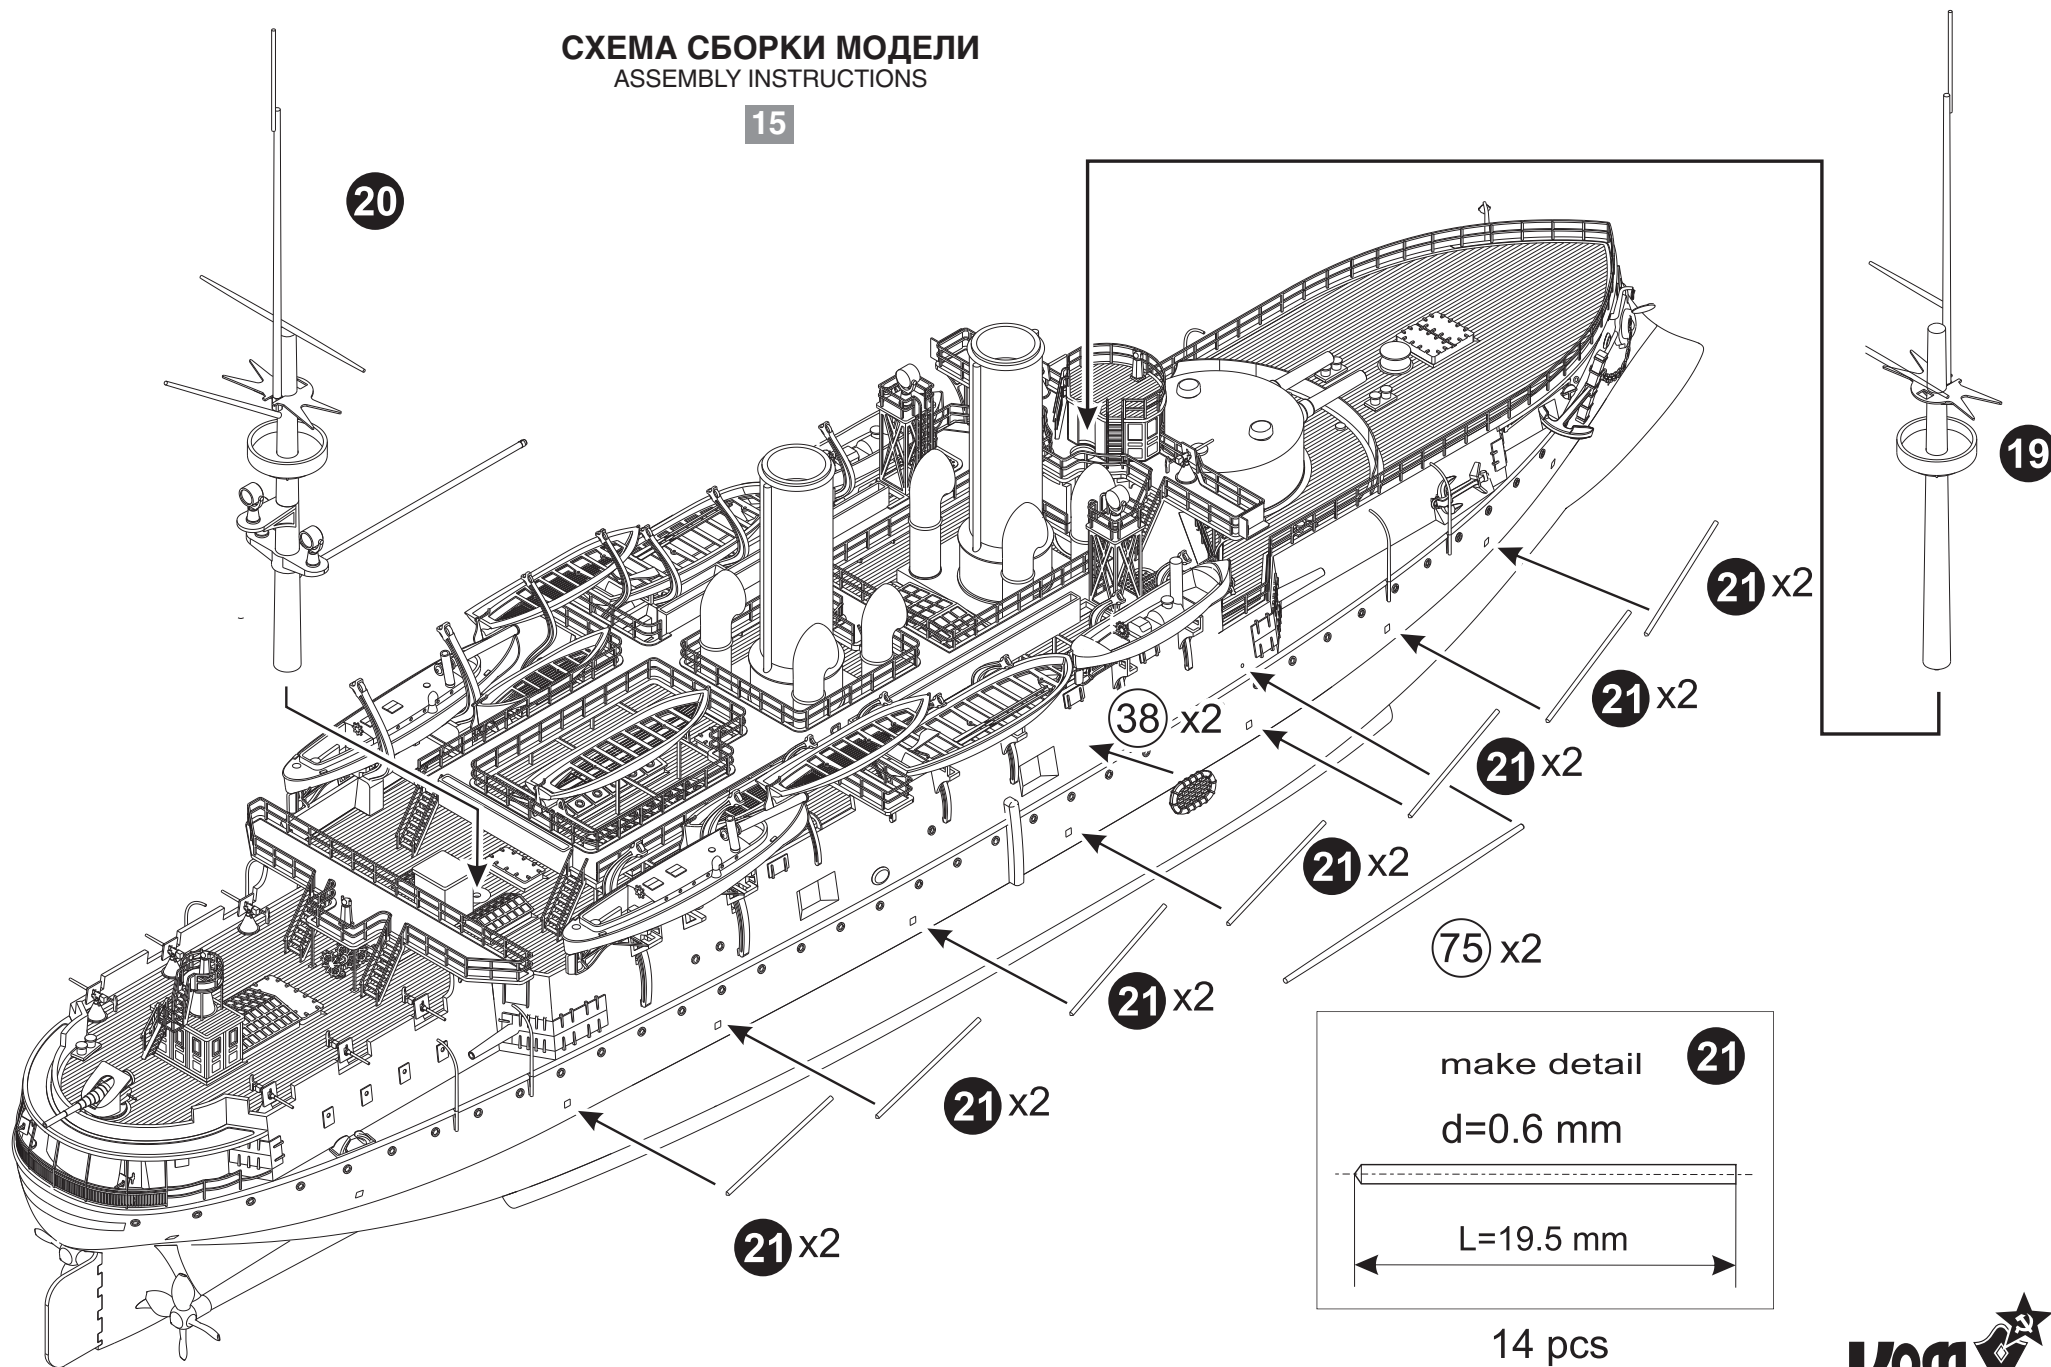 СХЕМА СБОРКИ МОДЕЛИ
ASSEMBLY INSTRUCTIONS
15
20
19
21 x2
21 x2
38 x2
21 x2
21 x2
75 x2
21 x2
21 x2
21 x2
make detail 21
d=0.6 mm
L=19.5 mm
14 pcs